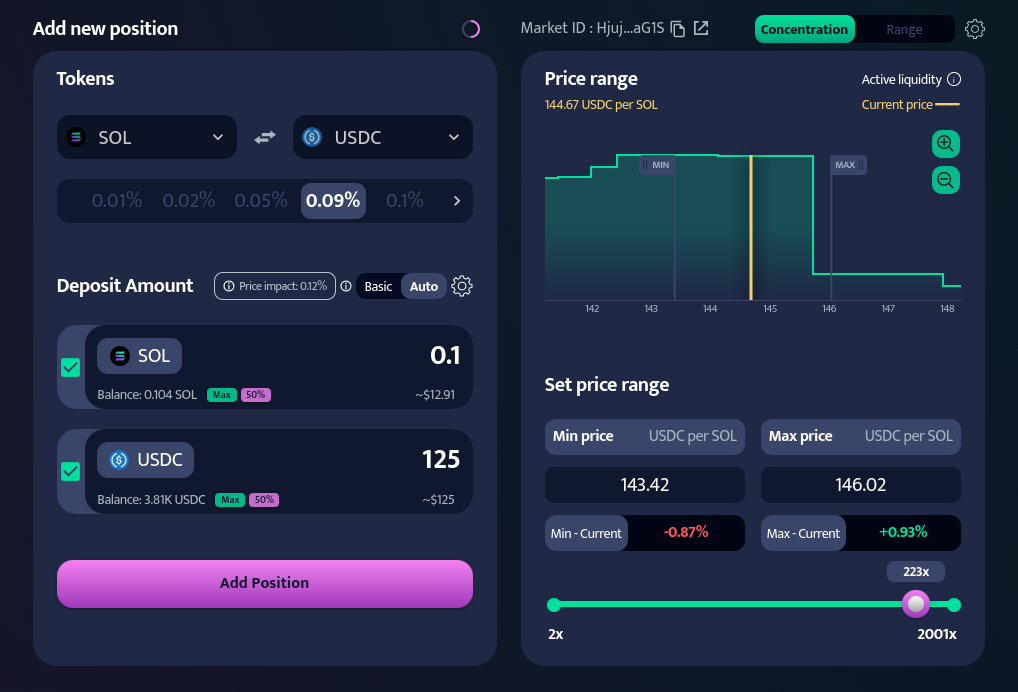 Add new position
Market ID : Hjuj...aG1S
Concentration
Range
Tokens
SOL
USDC
0.01%
0.02%
0.05%
0.09%
0.1%
Deposit Amount
Price impact: 0.12%
Basic
Auto
SOL
0.1
Balance: 0.104 SOL
Max
50%
~$12.91
USDC
125
Balance: 3.81K USDC
Max
50%
~$125
Add Position
Price range
Active liquidity
144.67 USDC per SOL
Current price
MIN
MAX
142
143
144
145
146
147
148
Set price range
Min price
USDC per SOL
Max price
USDC per SOL
143.42
146.02
Min - Current
-0.87%
Max - Current
+0.93%
223x
2x
2001x